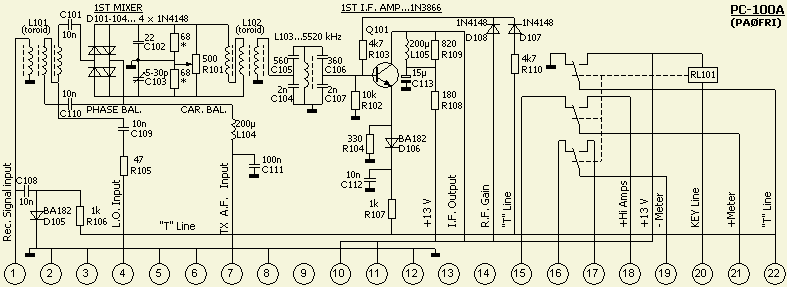 1ST MIXER
D101-104... 4 x 1N4148
1ST I.F. AMP...1N3866
PC-100A
(PAØFRI)
L101
(toroid)
C101
10n
22
C102
5-30p
C103
68
*
68
*
500
R101
L102
(toroid)
L103...5520 kHz
560
C105
2n
C104
360
C106
2n
C107
Q101
4k7
R103
10k
R102
200µ
L105
820
R109
15µ
C113
180
R108
1N4148
D108
1N4148
D107
4k7
R110
RL101
10n
C110
PHASE BAL.
CAR. BAL.
10n
C109
200µ
L104
47
R105
100n
C111
330
R104
BA182
D106
10n
C112
1k
R107
C108
10n
BA182
D105
1k
R106
"T" Line
Rec. Signal input
L.O. Input
TX A.F. Input
+13 V
I.F. Output
R.F. Gain
"T" Line
+Hi Amps
+13 V
- Meter
KEY Line
+Meter
"T" Line
1 2 3 4 5 6 7 8 9 10 11 12 13 14 15 16 17 18 19 20 21 22